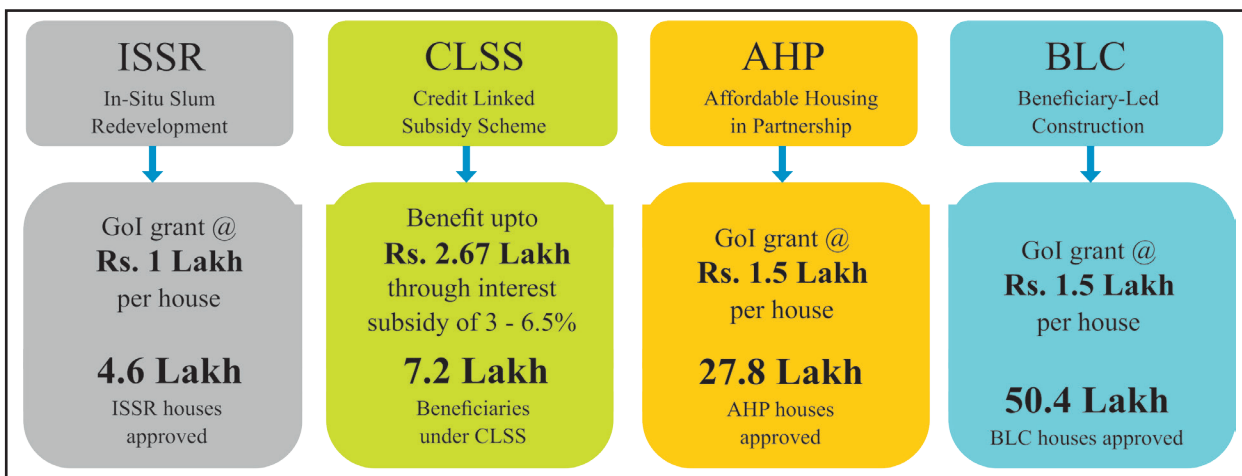 ISSR
In-Situ Slum
Redevelopment
GoI grant @
Rs. 1 Lakh
per house
4.6 Lakh
ISSR houses
approved
CLSS
Credit Linked
Subsidy Scheme
Benefit upto
Rs. 2.67 Lakh
through interest
subsidy of 3 - 6.5%
7.2 Lakh
Beneficiaries
under CLSS
AHP
Affordable Housing
in Partnership
GoI grant @
Rs. 1.5 Lakh
per house
27.8 Lakh
AHP houses
approved
BLC
Beneficiary-Led
Construction
GoI grant @
Rs. 1.5 Lakh
per house
50.4 Lakh
BLC houses approved